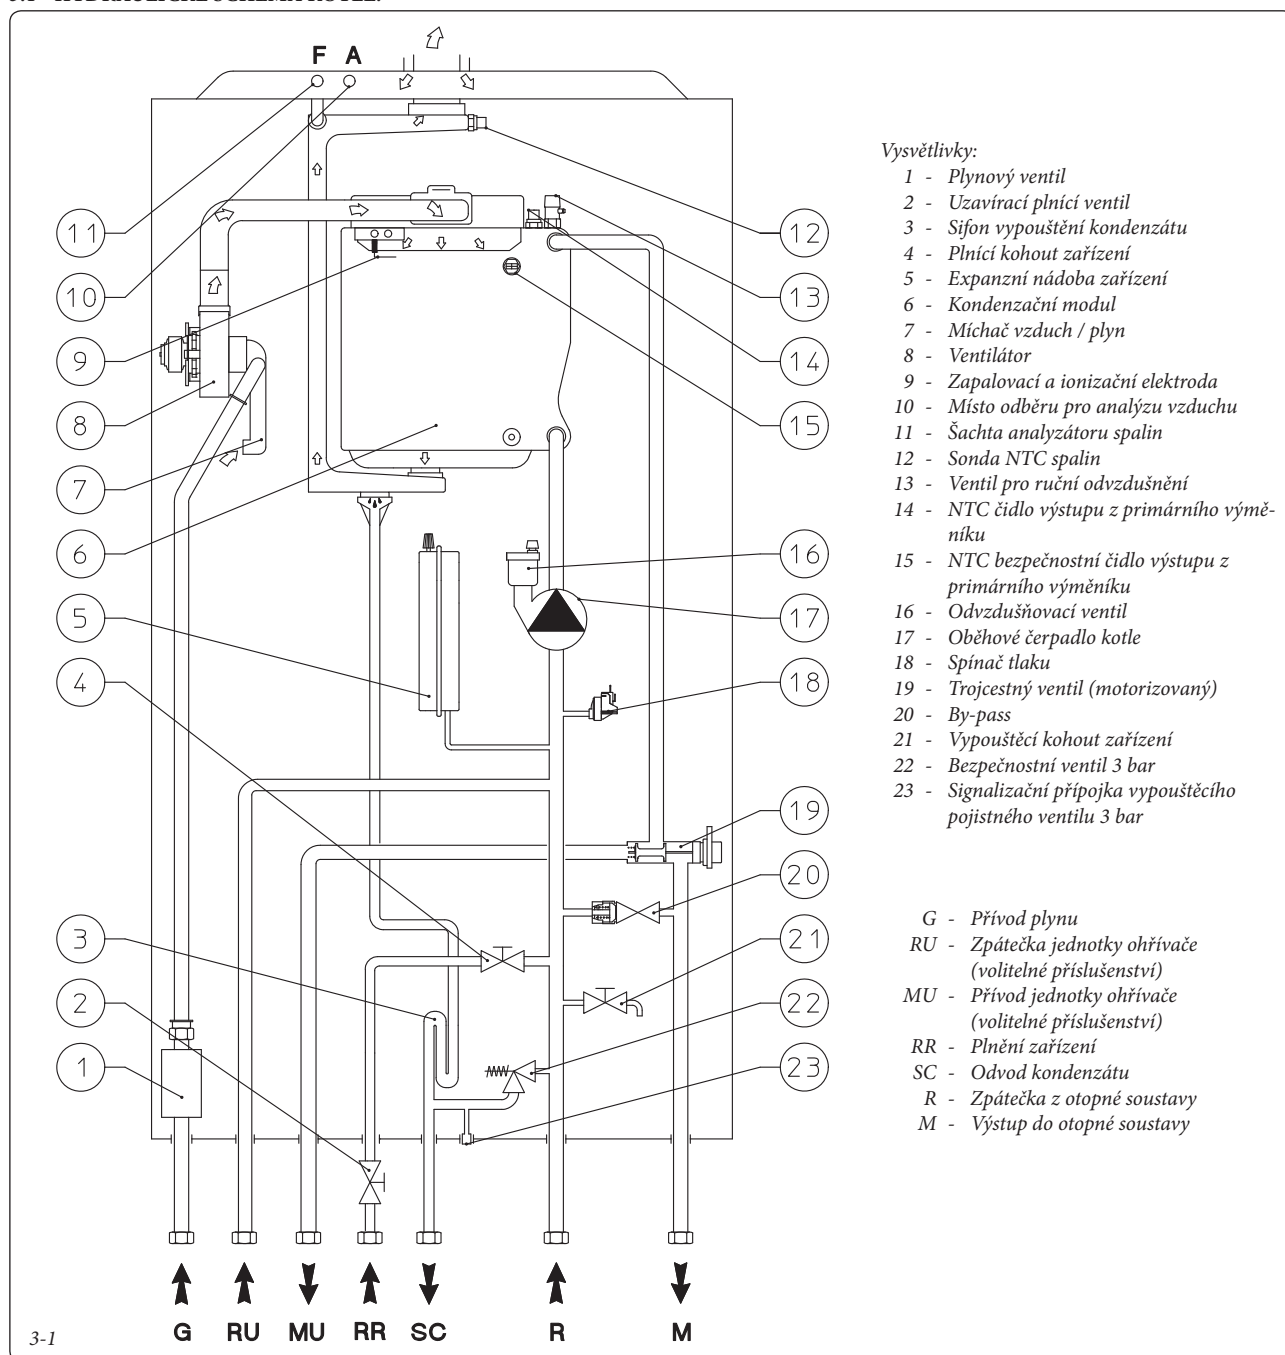 F A
11
10
9
8
7
6
5
4
3
2
1
12
13
14
15
16
17
18
19
20
21
22
23
G RU MU RR SC R M
3-1
Vysvětlivky:
1 - Plynový ventil
2 - Uzavírací plnící ventil
3 - Sifon vypouštění kondenzátu
4 - Plnící kohout zařízení
5 - Expanzní nádoba zařízení
6 - Kondenzační modul
7 - Míchač vzduch / plyn
8 - Ventilátor
9 - Zapalovací a ionizační elektroda
10 - Místo odběru pro analýzu vzduchu
11 - Šachta analyzátoru spalin
12 - Sonda NTC spalin
13 - Ventil pro ruční odvzdušnění
14 - NTC čidlo výstupu z primárního výmě-
níku
15 - NTC bezpečnostní čidlo výstupu z
primárního výměníku
16 - Odvzdušňovací ventil
17 - Oběhové čerpadlo kotle
18 - Spínač tlaku
19 - Trojcestný ventil (motorizovaný)
20 - By-pass
21 - Vypouštěcí kohout zařízení
22 - Bezpečnostní ventil 3 bar
23 - Signalizační přípojka vypouštěcího
pojistného ventilu 3 bar
G - Přívod plynu
RU - Zpátečka jednotky ohřívače
(volitelné příslušenství)
MU - Přívod jednotky ohřívače
(volitelné příslušenství)
RR - Plnění zařízení
SC - Odvod kondenzátu
R - Zpátečka z otopné soustavy
M - Výstup do otopné soustavy